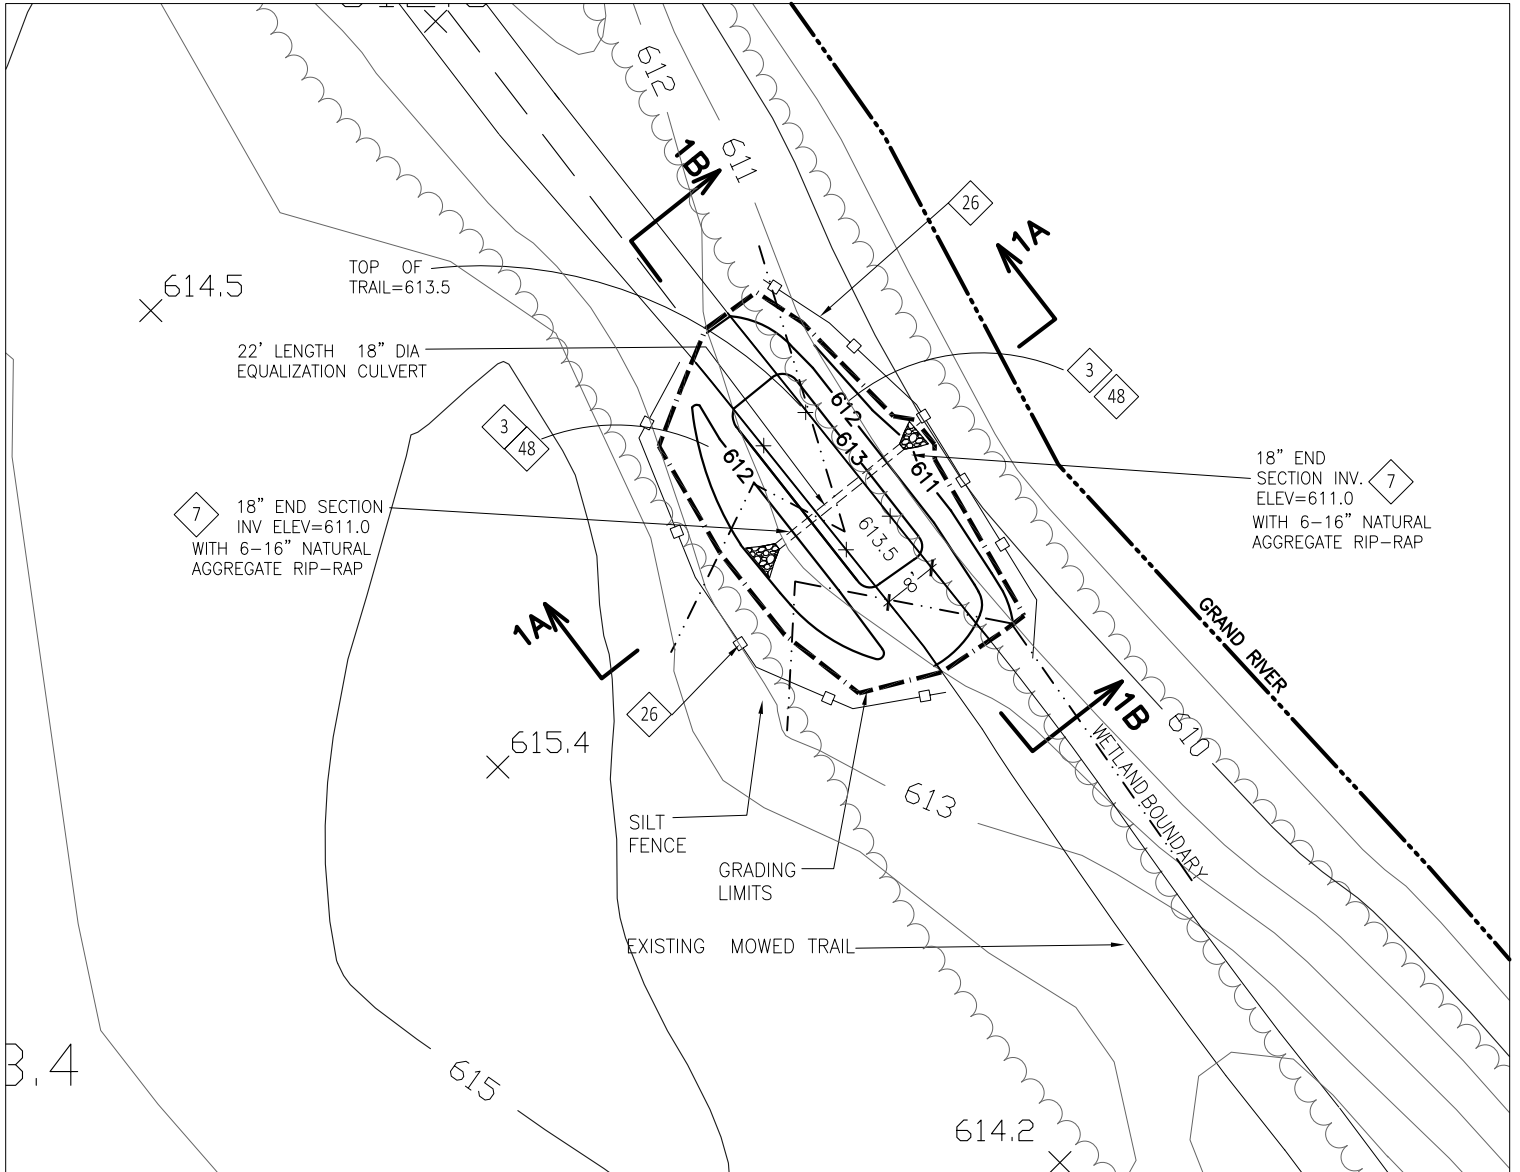 612
611
1B
26
1A
614.5
TOP OF
TRAIL=613.5
22' LENGTH 18" DIA
EQUALIZATION CULVERT
3
48
3
48
612
613
611
612
613.5
8'
7
18" END SECTION
INV ELEV=611.0
WITH 6-16" NATURAL
AGGREGATE RIP-RAP
18" END
SECTION INV.
ELEV=611.0
7
WITH 6-16" NATURAL
AGGREGATE RIP-RAP
1A
26
GRAND RIVER
1B
610
WETLAND BOUNDARY
615.4
613
SILT
FENCE
GRADING
LIMITS
EXISTING MOWED TRAIL
3.4
615
614.2